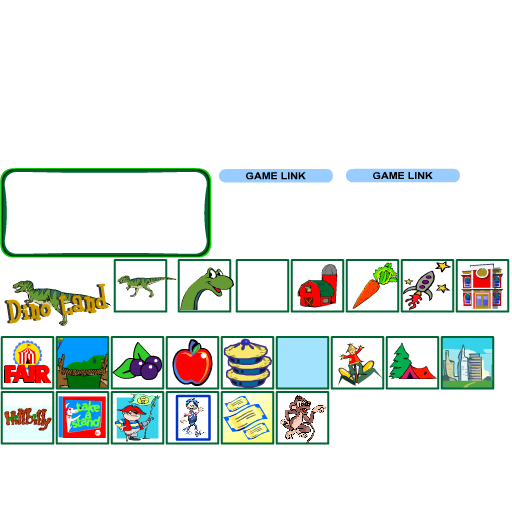 GAME LINK
GAME LINK
Dino Land
FAIR
Hillbilly
take
a
stand